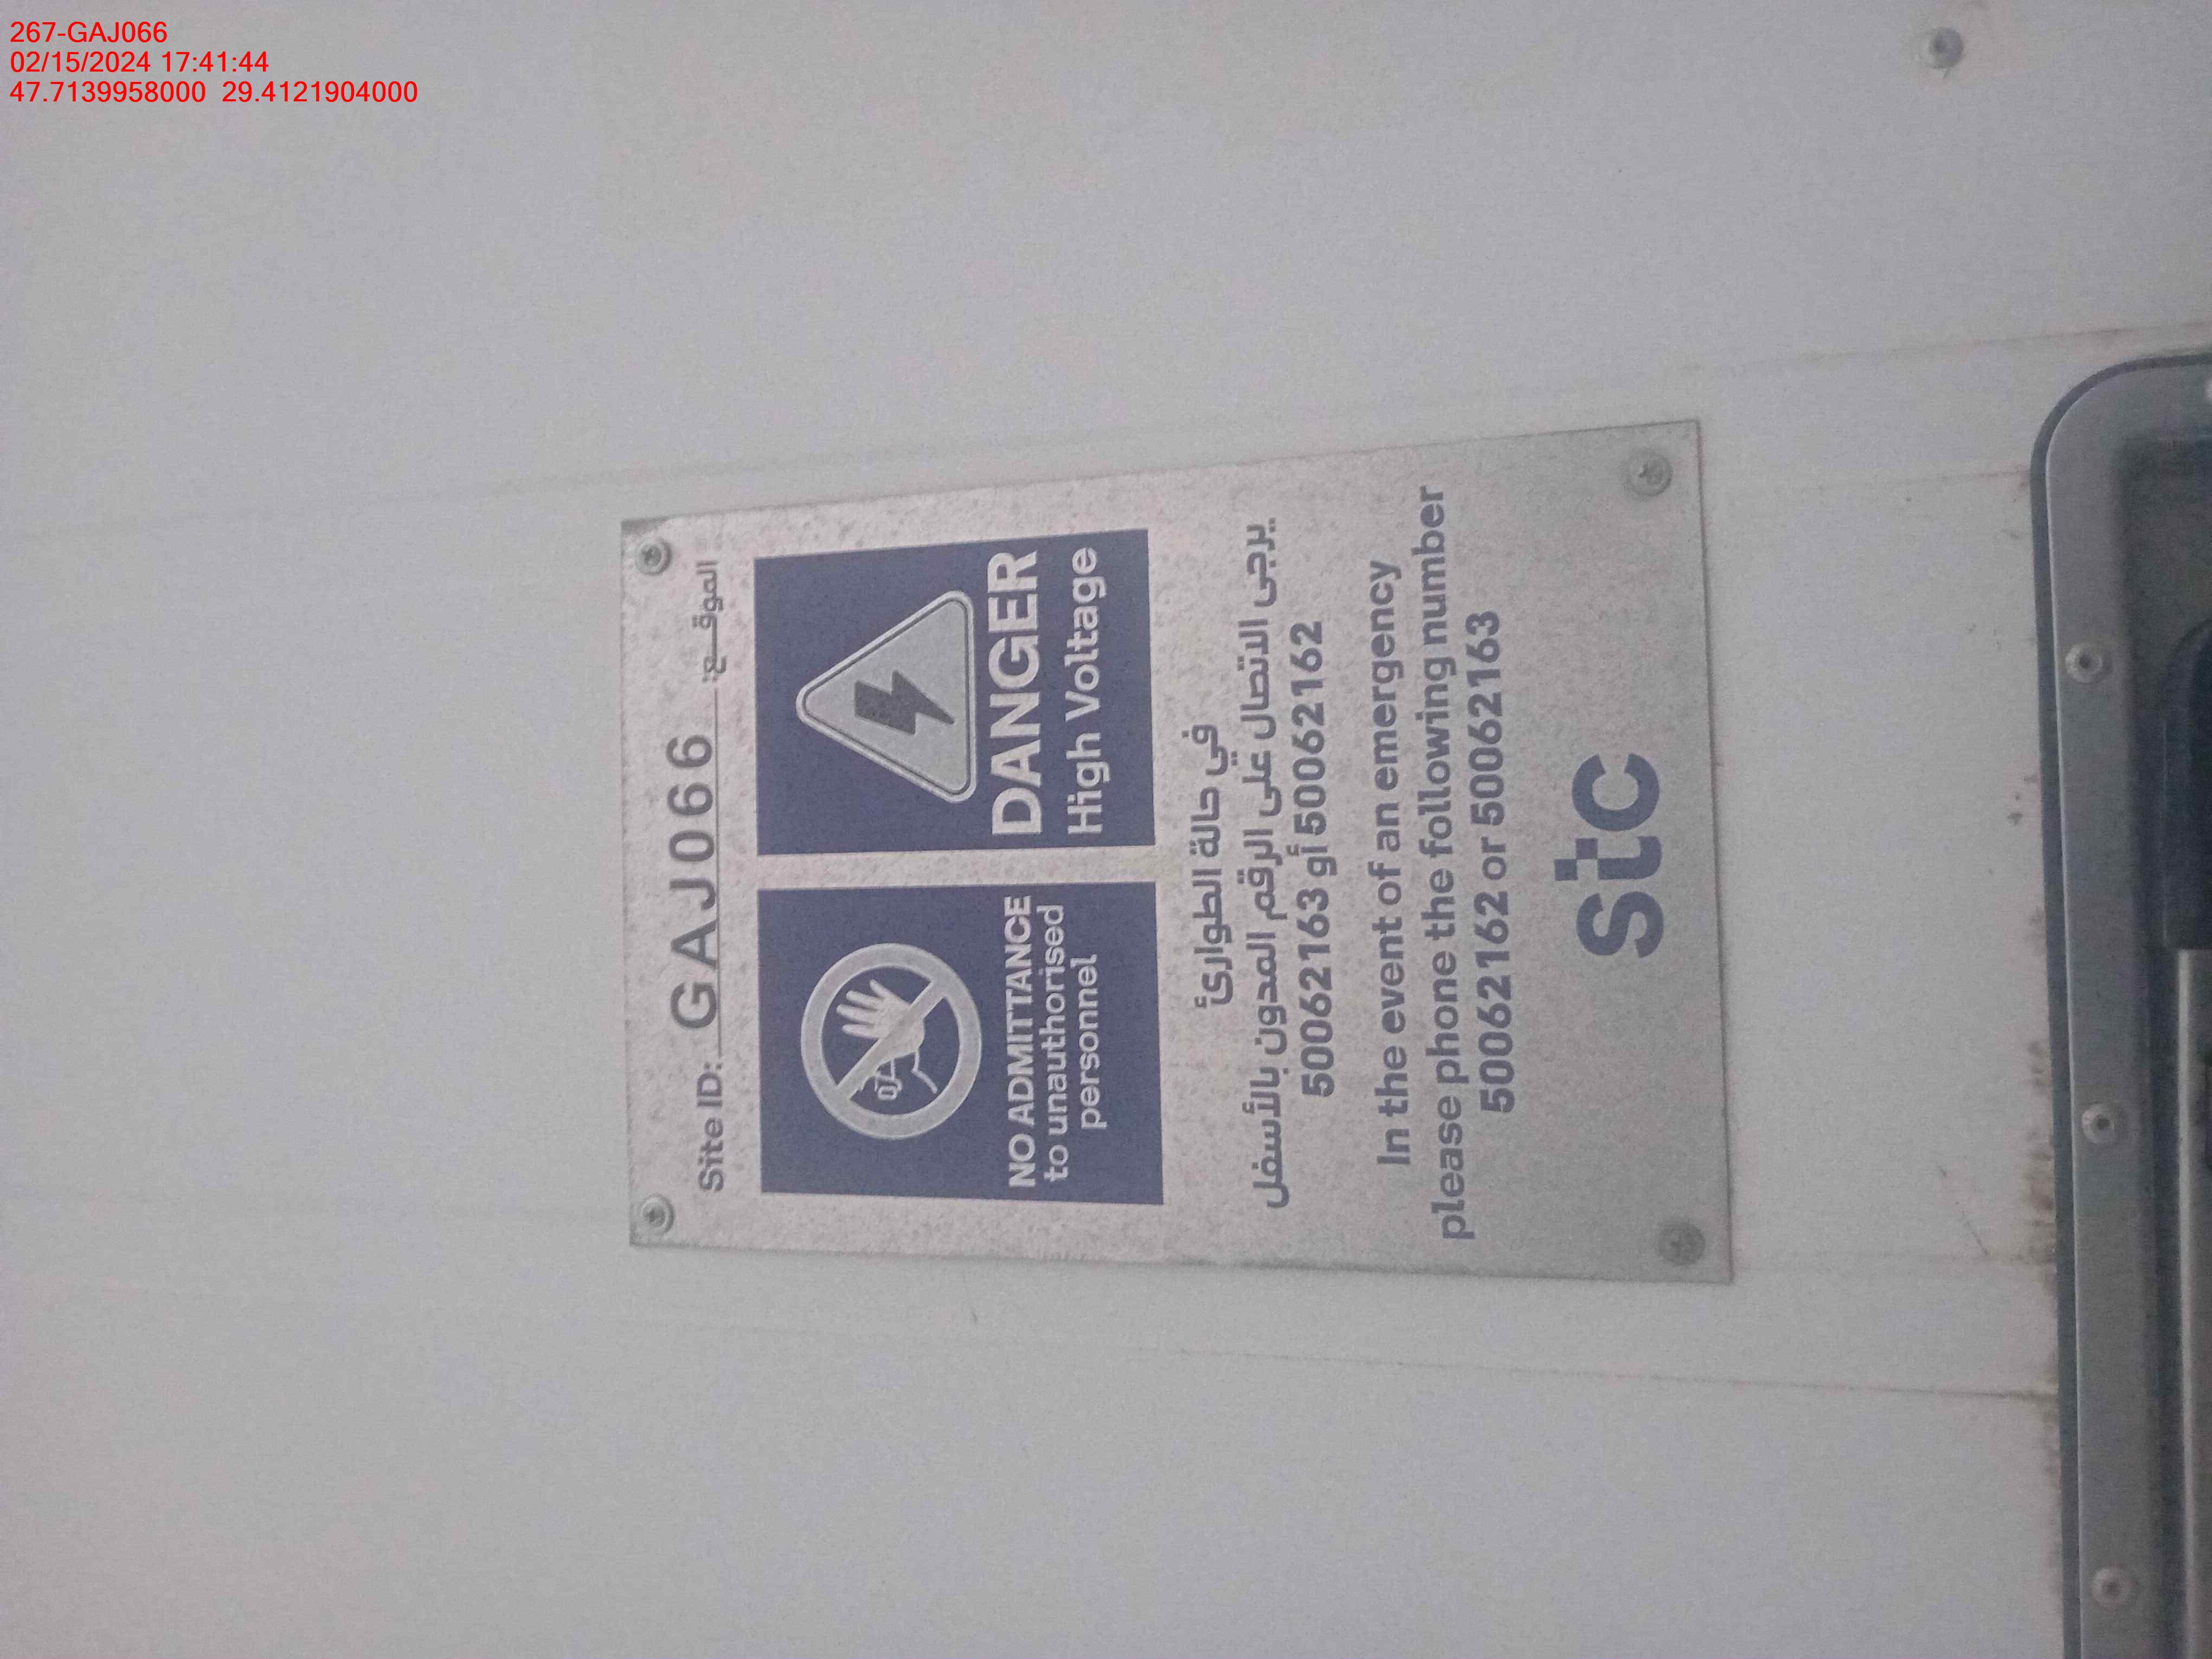 267-GAJ066
02/15/2024 17:41:44
47.7139958000 29.4121904000
Site ID: GAJ066 الموقـــع:
NO ADMITTANCE
to unauthorised
personnel
DANGER
High Voltage
في حالة الطوارئ
يرجى الاتصال على الرقم المدون بالأسفل
50062163 أو 50062162
In the event of an emergency
please phone the following number
50062162 or 50062163
stc